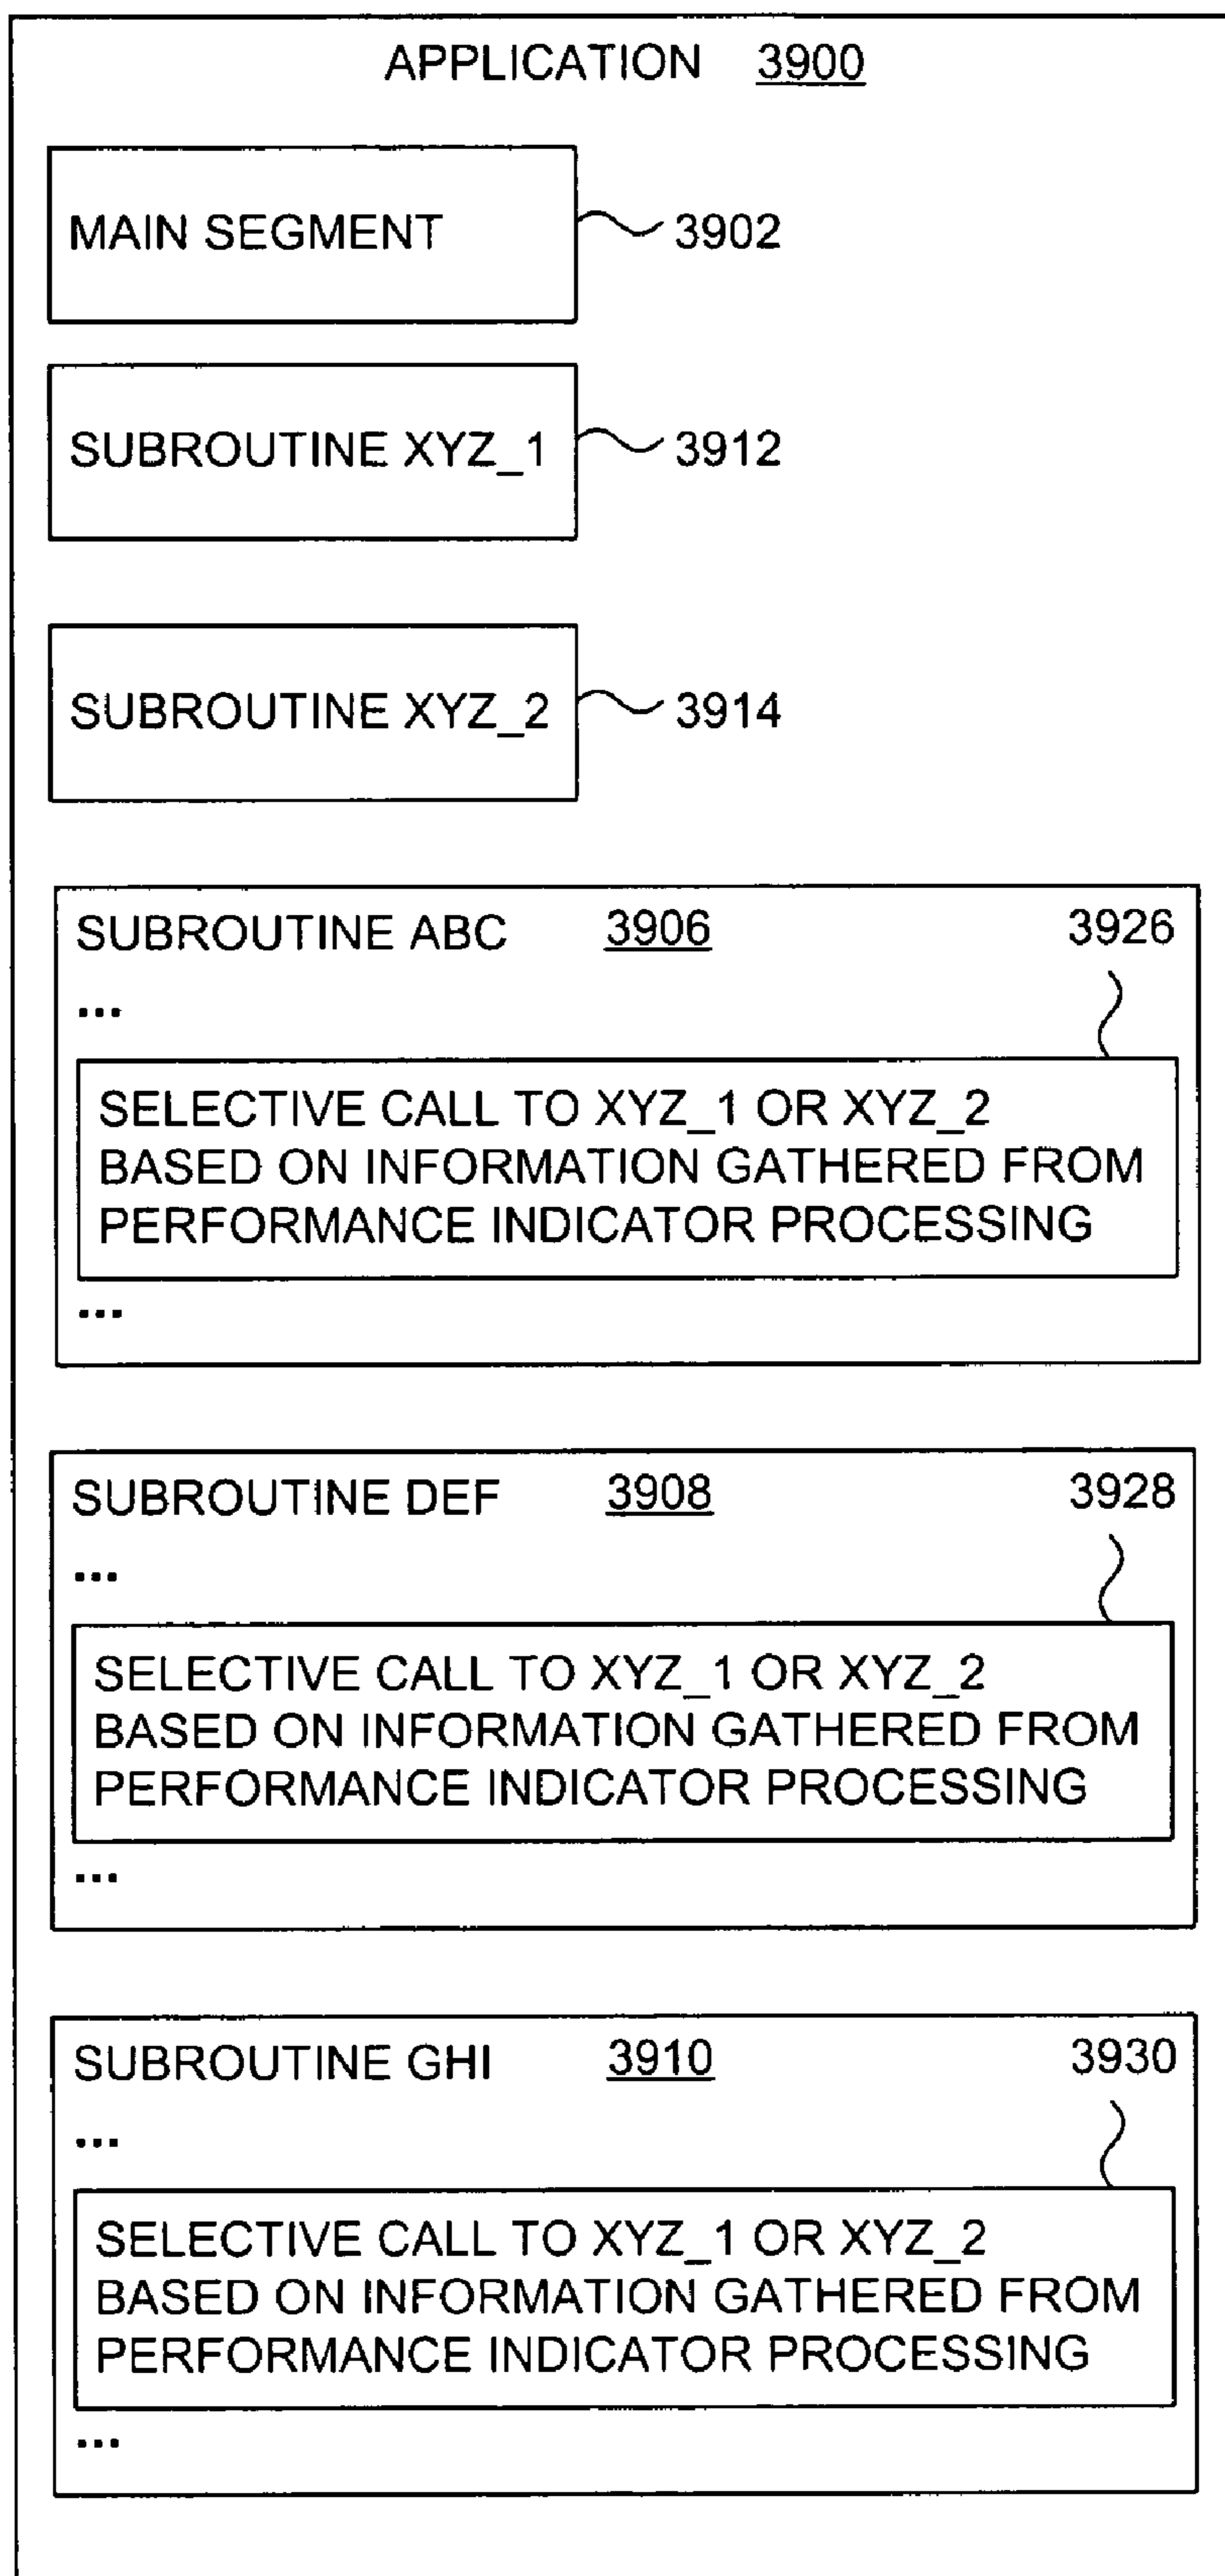 APPLICATION 3900
MAIN SEGMENT
3902
SUBROUTINE XYZ_1
3912
SUBROUTINE XYZ_2
3914
SUBROUTINE ABC 3906 3926
...
SELECTIVE CALL TO XYZ_1 OR XYZ_2
BASED ON INFORMATION GATHERED FROM
PERFORMANCE INDICATOR PROCESSING
...
SUBROUTINE DEF 3908 3928
...
SELECTIVE CALL TO XYZ_1 OR XYZ_2
BASED ON INFORMATION GATHERED FROM
PERFORMANCE INDICATOR PROCESSING
...
SUBROUTINE GHI 3910 3930
...
SELECTIVE CALL TO XYZ_1 OR XYZ_2
BASED ON INFORMATION GATHERED FROM
PERFORMANCE INDICATOR PROCESSING
...